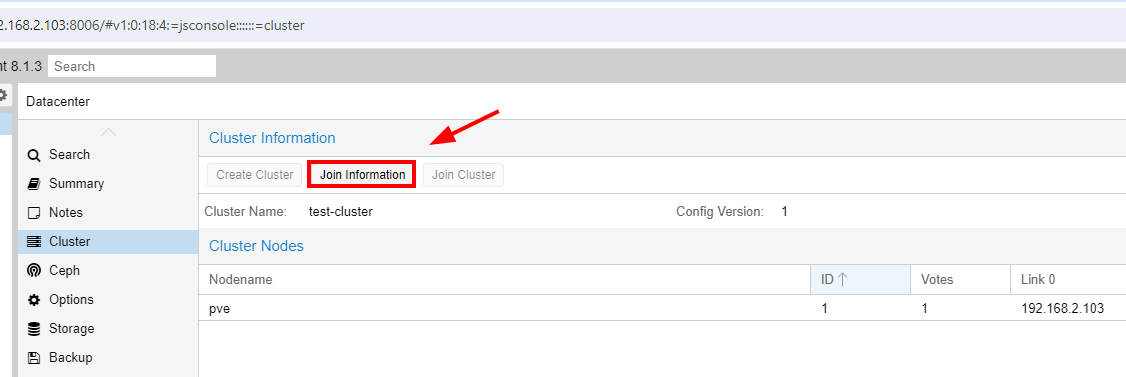 2.168.2.103:8006/#v1:0:18:4:=jsconsole::::::=cluster
nt 8.1.3 Search
Datacenter
Search
Summary
Notes
Cluster
Ceph
Options
Storage
Backup
Cluster Information
Create Cluster Join Information Join Cluster
Cluster Name: test-cluster Config Version: 1
Cluster Nodes
Nodename ID Votes Link 0
pve 1 1 192.168.2.103